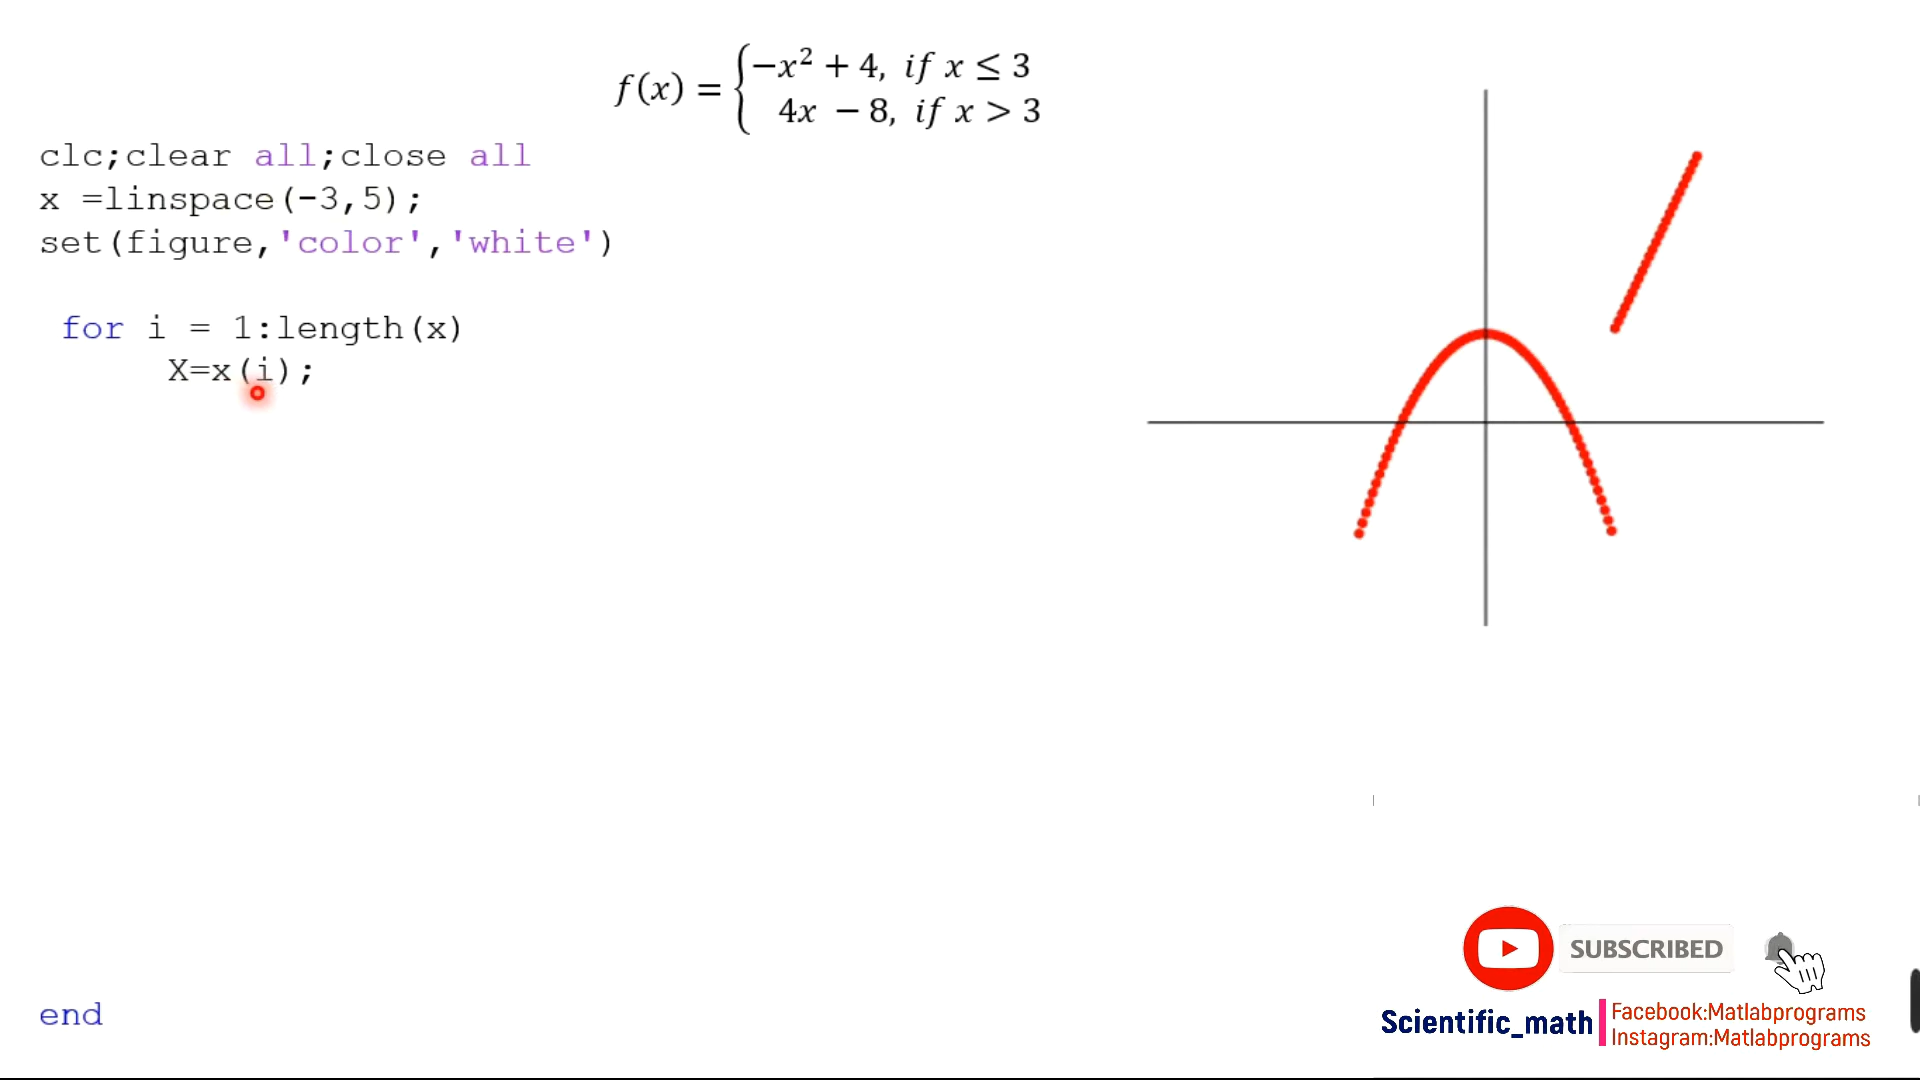 f(x) = { −x² + 4, if x ≤ 3
4x − 8, if x > 3
clc;clear all;close all
x =linspace(-3,5);
set(figure,'color','white')
for i = 1:length(x)
X=x(i);
end
SUBSCRIBED
Scientific_math
Facebook:Matlabprograms
Instagram:Matlabprograms